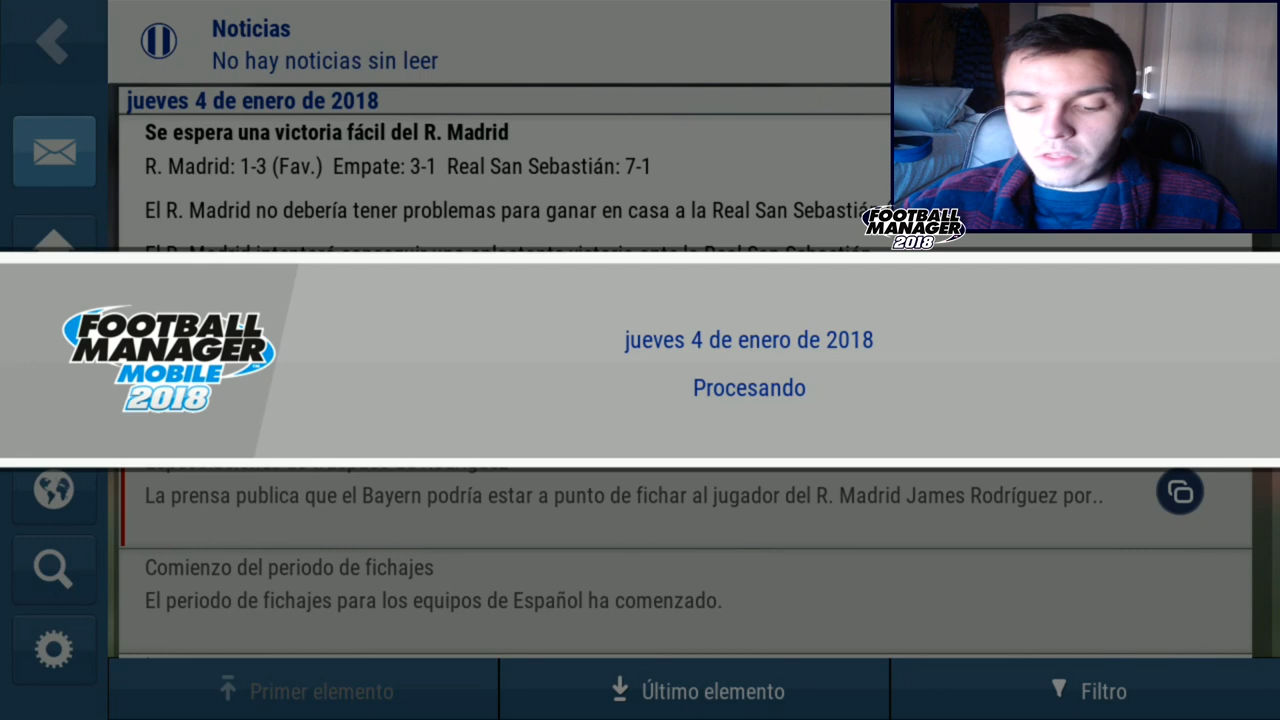 Noticias
No hay noticias sin leer
jueves 4 de enero de 2018
Se espera una victoria fácil del R. Madrid
R. Madrid: 1-3 (Fav.) Empate: 3-1 Real San Sebastián: 7-1
El R. Madrid no debería tener problemas para ganar en casa a la Real San Sebastián
FOOTBALL
MANAGER
2018
FOOTBALL
MANAGER
MOBILE
2018
jueves 4 de enero de 2018
Procesando
La prensa publica que el Bayern podría estar a punto de fichar al jugador del R. Madrid James Rodríguez por..
Comienzo del periodo de fichajes
El periodo de fichajes para los equipos de Español ha comenzado.
Primer elemento
Último elemento
Filtro